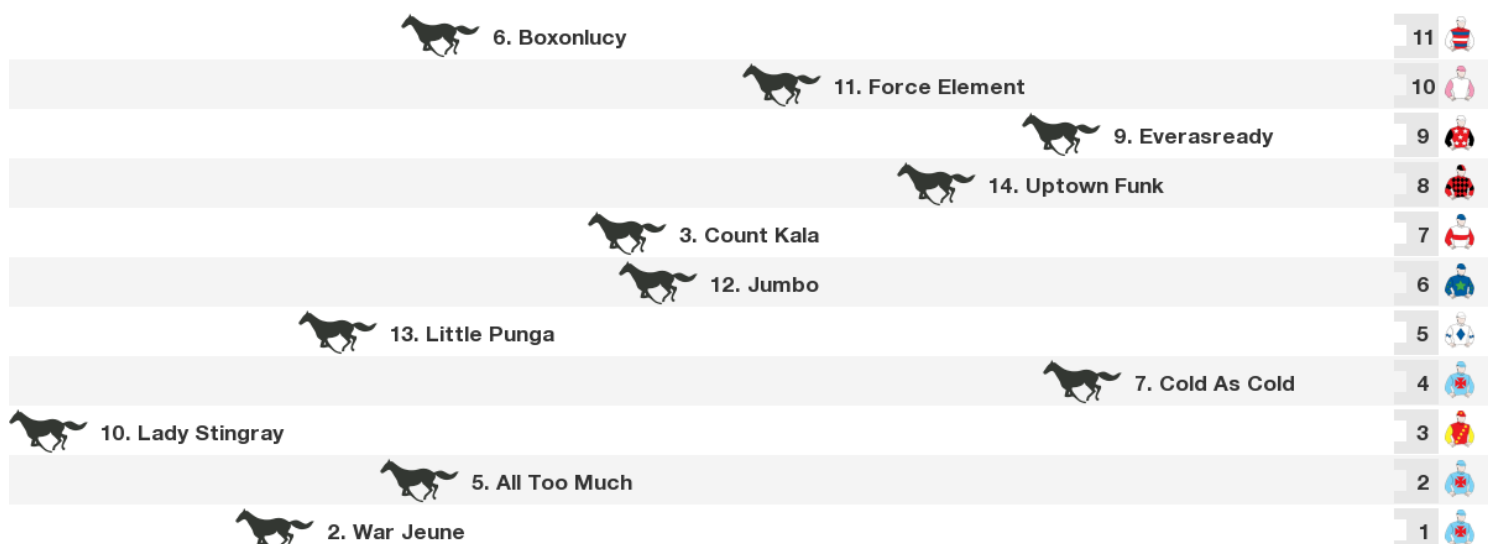 6. Boxonlucy 11
11. Force Element 10
9. Everasready 9
14. Uptown Funk 8
3. Count Kala 7
12. Jumbo 6
13. Little Punga 5
7. Cold As Cold 4
10. Lady Stingray 3
5. All Too Much 2
2. War Jeune 1